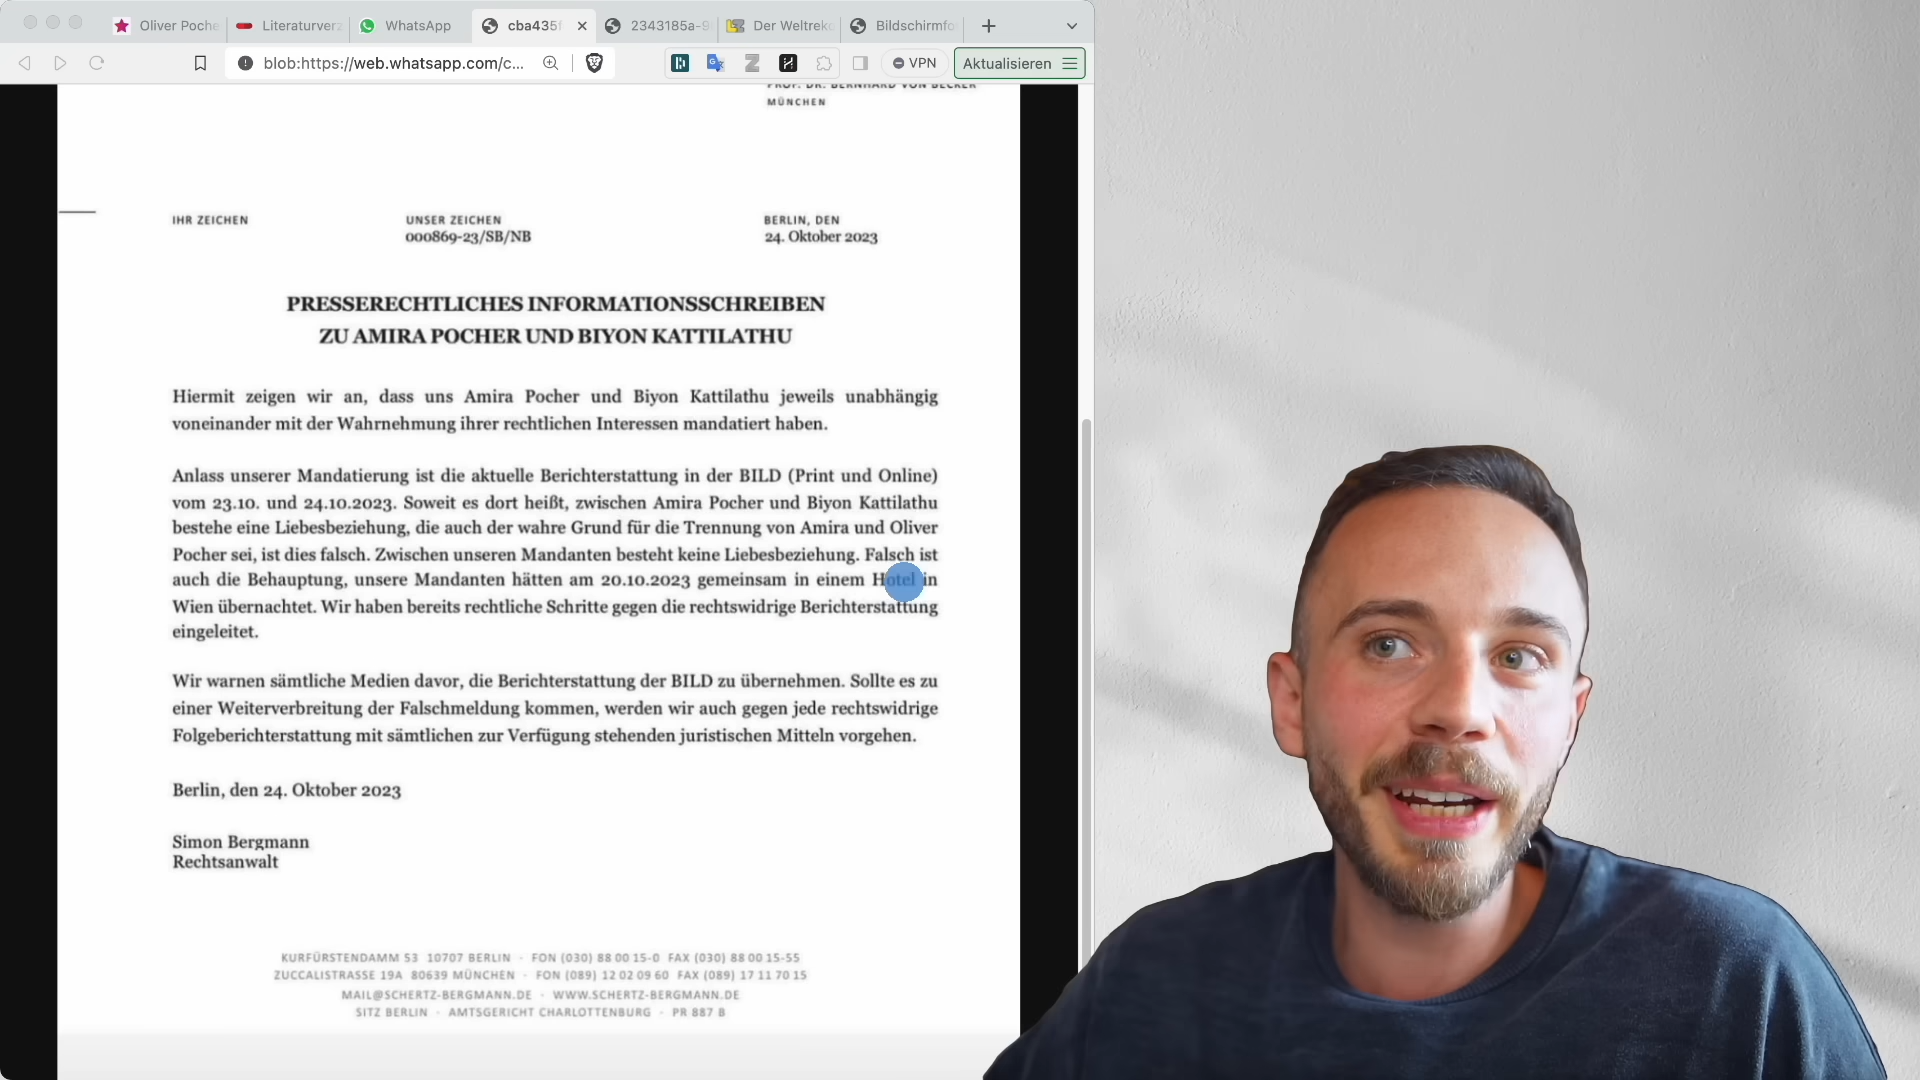 Oliver Poche
Literaturverz
WhatsApp
cba435f
2343185a-9
Der Weltreko
Bildschirmfo
blob:https://web.whatsapp.com/c...
VPN
Aktualisieren
PROF. DR. BERNHARD VON BECKER
MÜNCHEN
IHR ZEICHEN
UNSER ZEICHEN
000869-23/SB/NB
BERLIN, DEN
24. Oktober 2023
PRESSERECHTLICHES INFORMATIONSSCHREIBEN
ZU AMIRA POCHER UND BIYON KATTILATHU
Hiermit zeigen wir an, dass uns Amira Pocher und Biyon Kattilathu jeweils unabhängig
voneinander mit der Wahrnehmung ihrer rechtlichen Interessen mandatiert haben.
Anlass unserer Mandatierung ist die aktuelle Berichterstattung in der BILD (Print und Online)
vom 23.10. und 24.10.2023. Soweit es dort heißt, zwischen Amira Pocher und Biyon Kattilathu
bestehe eine Liebesbeziehung, die auch der wahre Grund für die Trennung von Amira und Oliver
Pocher sei, ist dies falsch. Zwischen unseren Mandanten besteht keine Liebesbeziehung. Falsch ist
auch die Behauptung, unsere Mandanten hätten am 20.10.2023 gemeinsam in einem Hotel in
Wien übernachtet. Wir haben bereits rechtliche Schritte gegen die rechtswidrige Berichterstattung
eingeleitet.
Wir warnen sämtliche Medien davor, die Berichterstattung der BILD zu übernehmen. Sollte es zu
einer Weiterverbreitung der Falschmeldung kommen, werden wir auch gegen jede rechtswidrige
Folgeberichterstattung mit sämtlichen zur Verfügung stehenden juristischen Mitteln vorgehen.
Berlin, den 24. Oktober 2023
Simon Bergmann
Rechtsanwalt
KURFÜRSTENDAMM 53 10707 BERLIN · FON (030) 88 00 15-0 FAX (030) 88 00 15-55
ZUCCALISTRASSE 19A 80639 MÜNCHEN · FON (089) 12 02 09 60 FAX (089) 17 11 70 15
MAIL@SCHERTZ-BERGMANN.DE · WWW.SCHERTZ-BERGMANN.DE
SITZ BERLIN · AMTSGERICHT CHARLOTTENBURG · PR 887 B